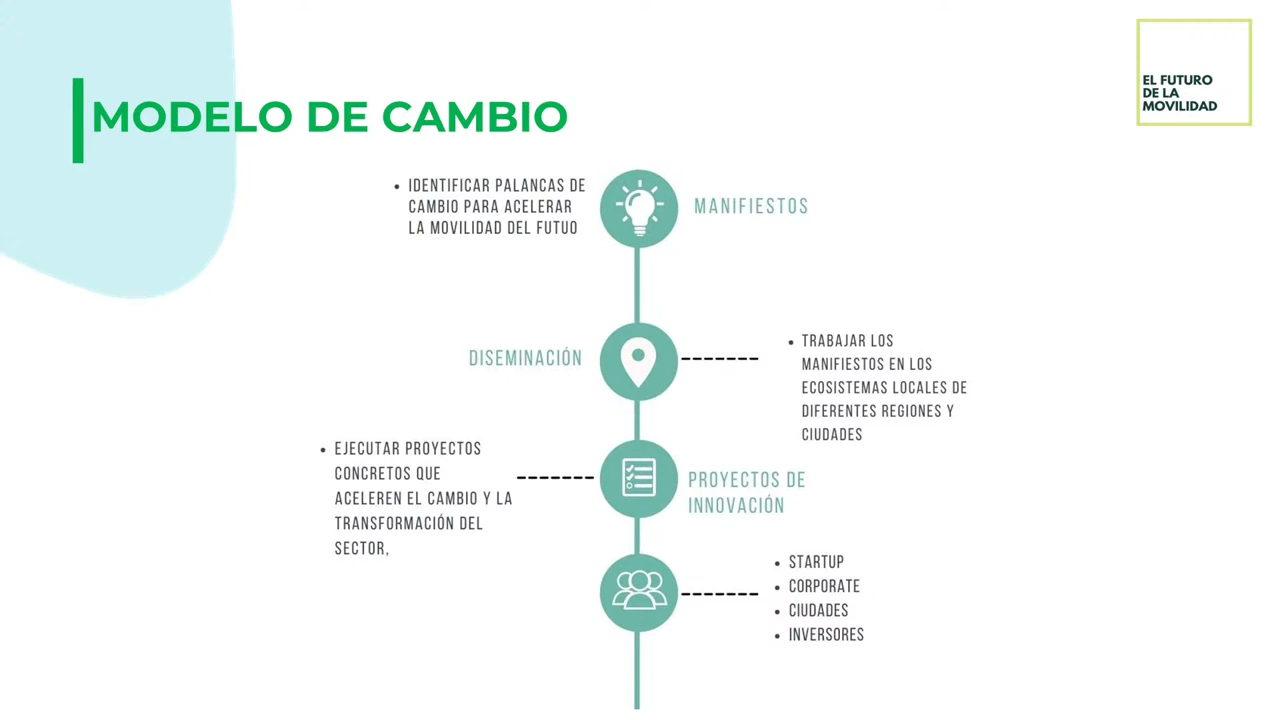 EL FUTURO
DE LA
MOVILIDAD
MODELO DE CAMBIO
• IDENTIFICAR PALANCAS DE
CAMBIO PARA ACELERAR
LA MOVILIDAD DEL FUTUO
MANIFIESTOS
DISEMINACIÓN
• TRABAJAR LOS
MANIFIESTOS EN LOS
ECOSISTEMAS LOCALES DE
DIFERENTES REGIONES Y
CIUDADES
• EJECUTAR PROYECTOS
CONCRETOS QUE
ACELEREN EL CAMBIO Y LA
TRANSFORMACIÓN DEL
SECTOR,
PROYECTOS DE
INNOVACIÓN
• STARTUP
• CORPORATE
• CIUDADES
• INVERSORES